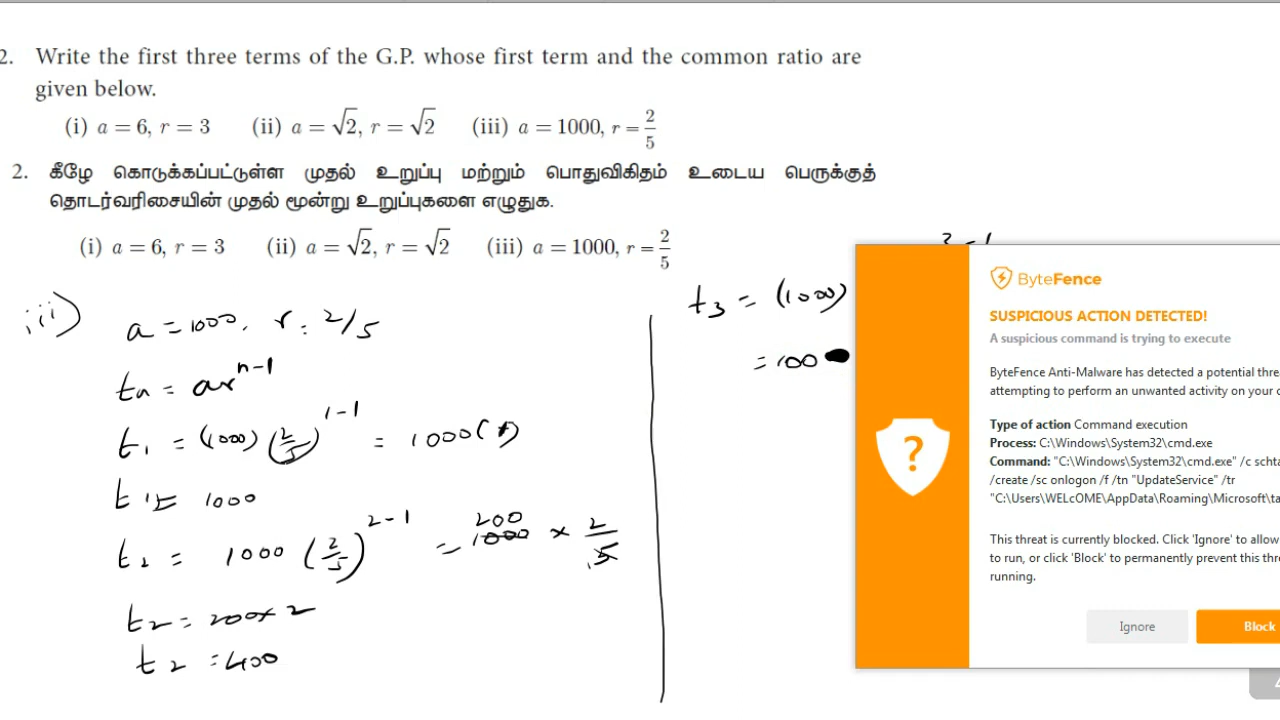 2. Write the first three terms of the G.P. whose first term and the common ratio are
given below.
(i) a = 6, r = 3 (ii) a = √2, r = √2 (iii) a = 1000, r = 2/5
2. கீழே கொடுக்கப்பட்டுள்ள முதல் உறுப்பு மற்றும் பொதுவிகிதம் உடைய பெருக்குத்
தொடர்வரிசையின் முதல் மூன்று உறுப்புகளை எழுதுக.
(i) a = 6, r = 3 (ii) a = √2, r = √2 (iii) a = 1000, r = 2/5
iii) a = 1000, r = 2/5
tn = ar^n-1
t1 = (1000) (2/5)^1-1 = 1000(1)
t1 = 1000
t2 = 1000 (2/5)^2-1 = 200 1000 × 2/5
t2 = 200 × 2
t2 = 400
t3 = (1000)
= 100
ByteFence
SUSPICIOUS ACTION DETECTED!
A suspicious command is trying to execute
ByteFence Anti-Malware has detected a potential
attempting to perform an unwanted activity on your
Type of action Command execution
Process: C:\Windows\System32\cmd.exe
Command: "C:\Windows\System32\cmd.exe" /c schta
/create /sc onlogon /f /tn "UpdateService" /tr
"C:\Users\WELcOME\AppData\Roaming\Microsoft\ta
This threat is currently blocked. Click 'Ignore' to allow
to run, or click 'Block' to permanently prevent this
running.
Ignore Block